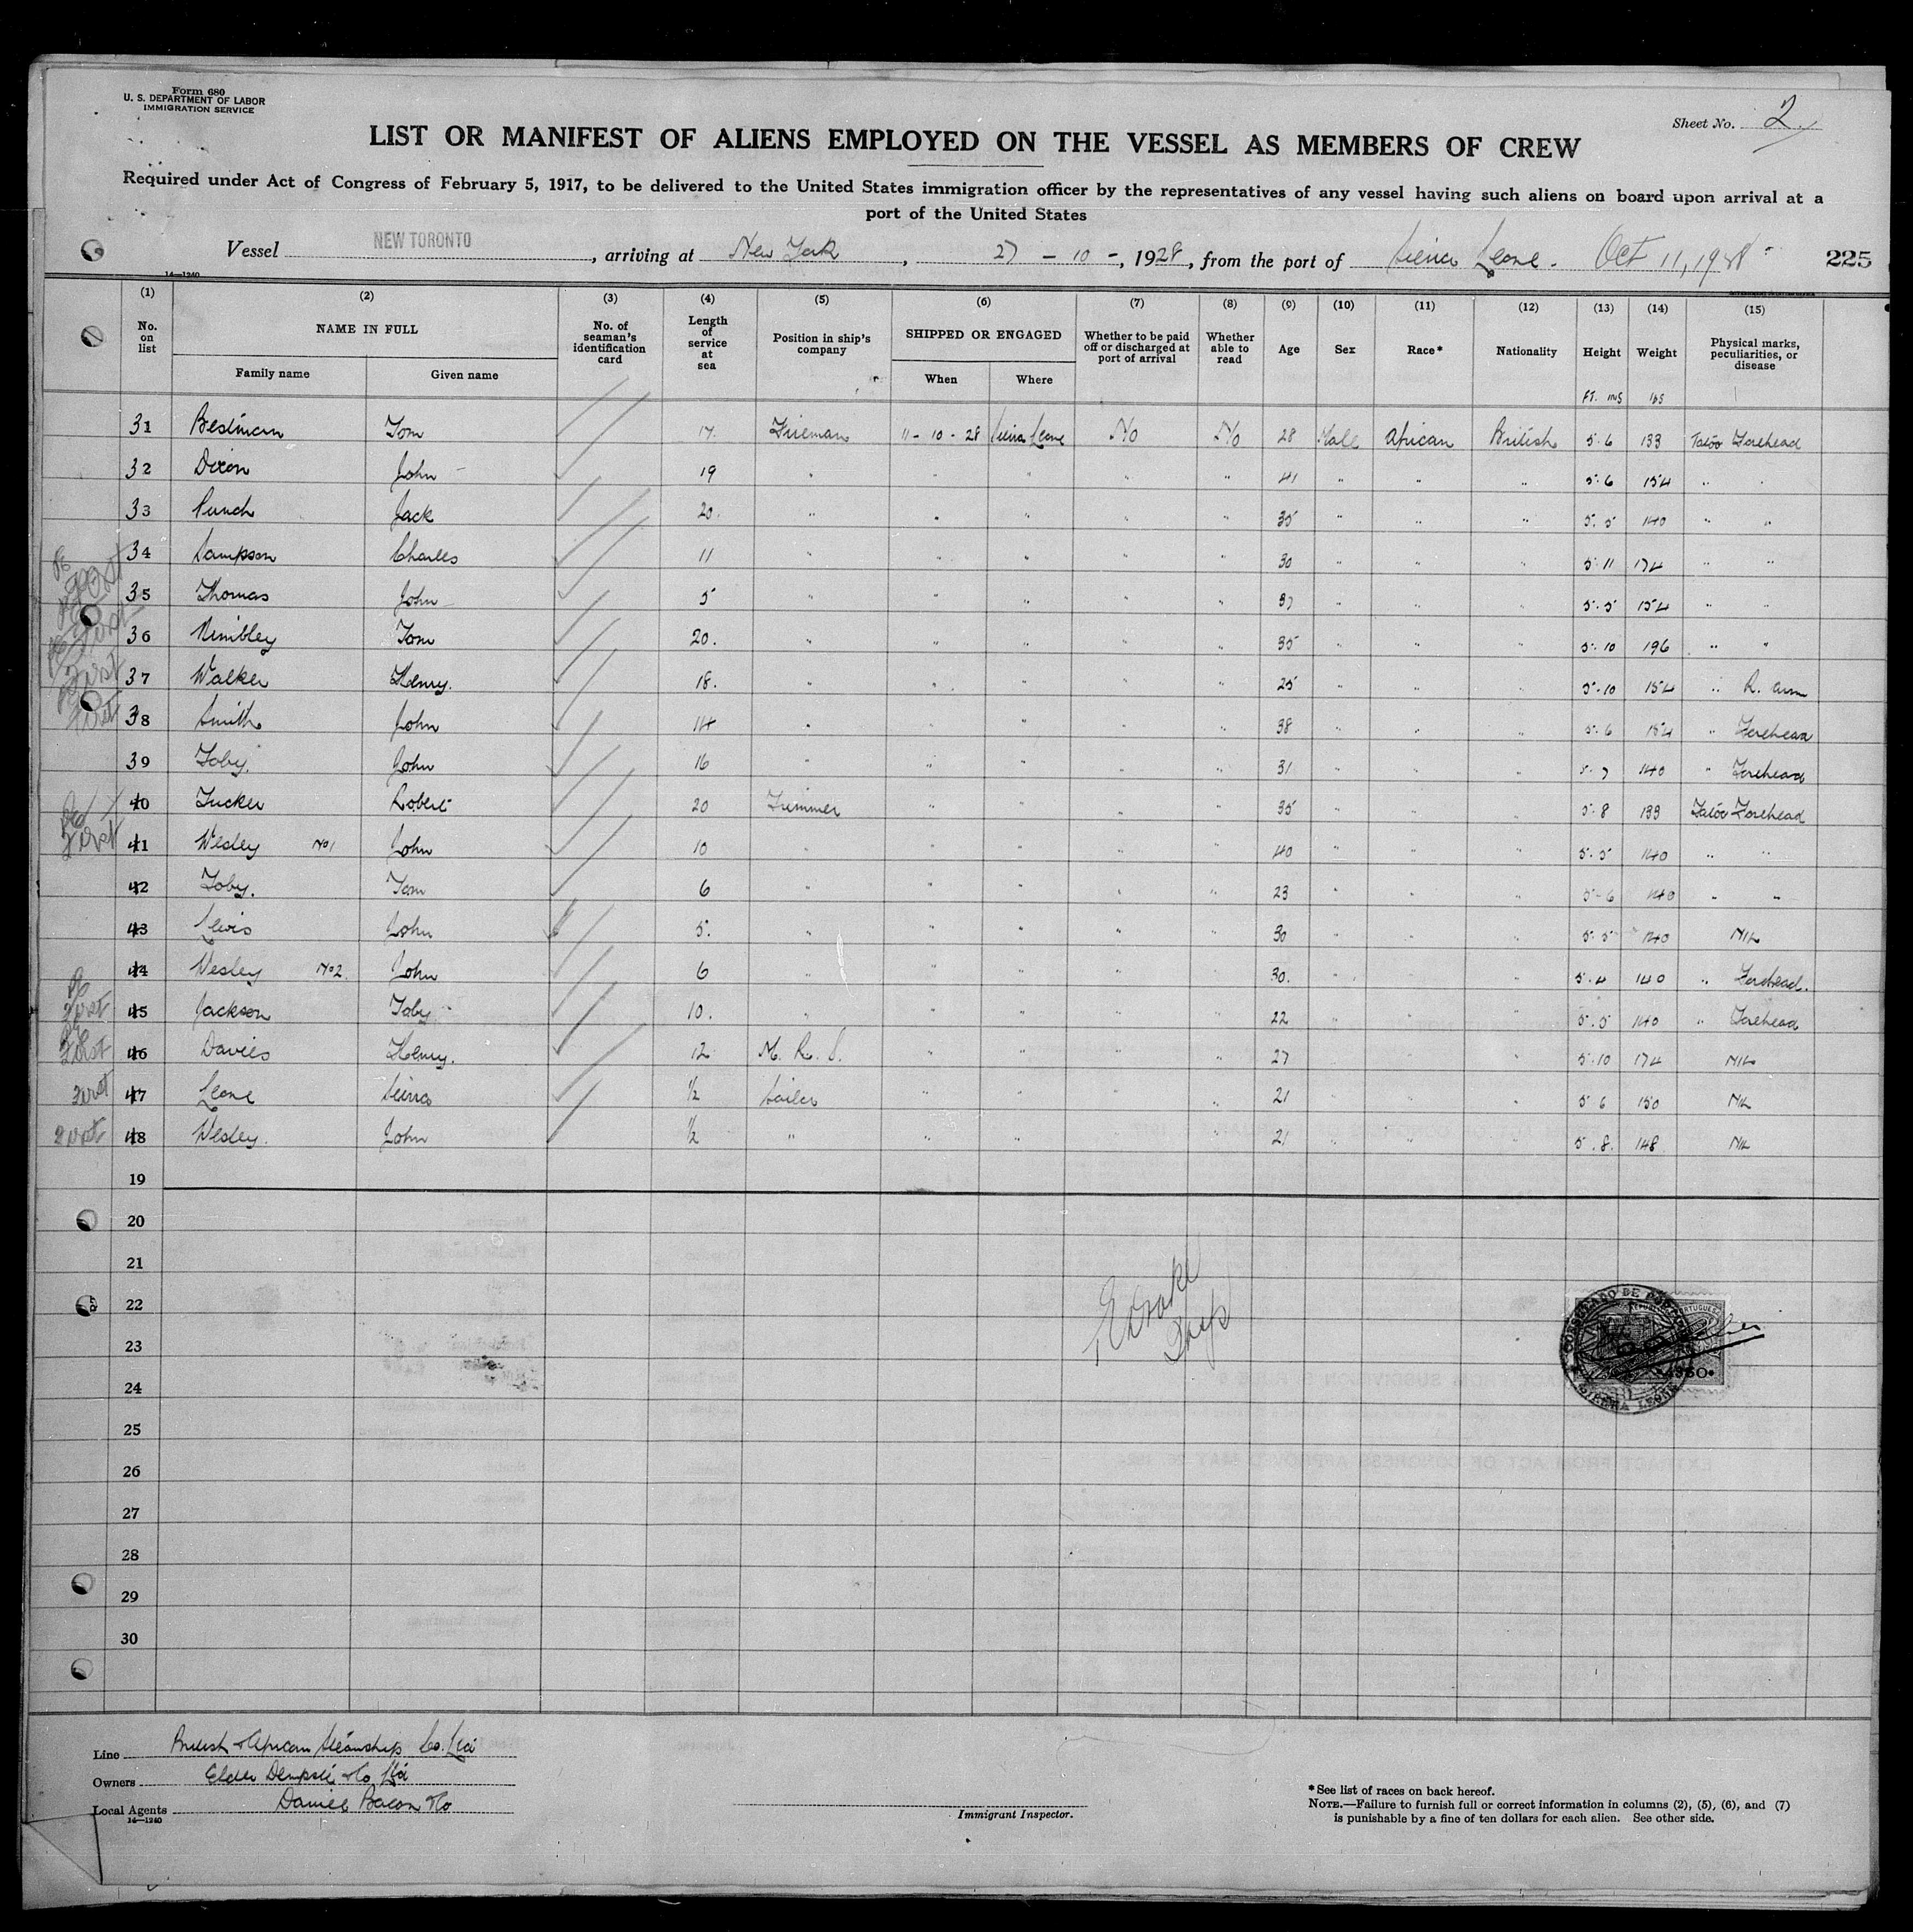 Form 680
U. S. DEPARTMENT OF LABOR
IMMIGRATION SERVICE
Sheet No. 2
LIST OR MANIFEST OF ALIENS EMPLOYED ON THE VESSEL AS MEMBERS OF CREW
Required under Act of Congress of February 5, 1917, to be delivered to the United States immigration officer by the representatives of any vessel having such aliens on board upon arrival at a
port of the United States
Vessel NEW TORONTO, arriving at New York, 27 - 10 -, 1928, from the port of Sierra Leone. Oct 11, 1928 225
14—1240
(1) (2) (3) (4) (5) (6) (7) (8) (9) (10) (11) (12) (13) (14) (15)
No. on list NAME IN FULL Family name Given name No. of seaman's identification card Length of service at sea Position in ship's company SHIPPED OR ENGAGED When Where Whether to be paid off or discharged at port of arrival Whether able to read Age Sex Race* Nationality Height Weight Physical marks, peculiarities, or disease
FT. INS lbs
31 Bestman Tom 17 Fireman 11-10-28 Sierra Leone No No 28 Male African British 5.6 133 Tatoo Forehead
32 Dixon John 19 " " " " " 41 " " " 5.6 154 " "
33 Punch Jack 20 " " " " " 35 " " " 5.5 140 " "
34 Sampson Charles 11 " " " " " 30 " " " 5.11 174 " "
35 Thomas John 5 " " " " " 37 " " " 5.5 154 " "
36 Nimbley Tom 20. " " " " " 35 " " " 5.10 196 " "
37 Walker Henry. 18. " " " " " 25 " " " 5.10 154 " R. arm
38 Smith John 14 " " " " " 38 " " " 5.6 154 " Forehead
39 Toby. John 16 " " " " " 31 " " " 5.7 140 " Forehead
40 Tucker Robert 20 Trimmer " " " " 35 " " " 5.8 133 Tatoo Forehead
41 Wesley No 1 John 10 " " " " " 40 " " " 5.5 140 " "
42 Toby. Tom 6 " " " " " 23 " " " 5-6 140 " "
43 Lewis John 5. " " " " " 30 " " " 5.5 140 NIL
44 Wesley No 2. John 6 " " " " " 30. " " " 5.4 140 " Forehead.
45 Jackson Toby 10. " " " " " 22 " " " 5.5 140 " Forehead
46 Davies Henry. 12 M. R. S. " " " " 27 " " " 5.10 174 NIL
47 Leone Sierra ½ Sailor " " " " 21 " " " 5 6 150 NIL
48 Wesley. John ½ " " " " " 21 " " " 5.8. 148 NIL
19
20
21
22
23
24
25
26
27
28
29
30
CONSULADO DE PORTUGAL
SIERRA LEONE
Line British & African Steamship Co. Ltd
Owners Elder Dempster & Co Ltd
Local Agents Daniel Bacon & Co
14—1240
Immigrant Inspector.
*See list of races on back hereof.
NOTE.—Failure to furnish full or correct information in columns (2), (5), (6), and (7)
is punishable by a fine of ten dollars for each alien. See other side.